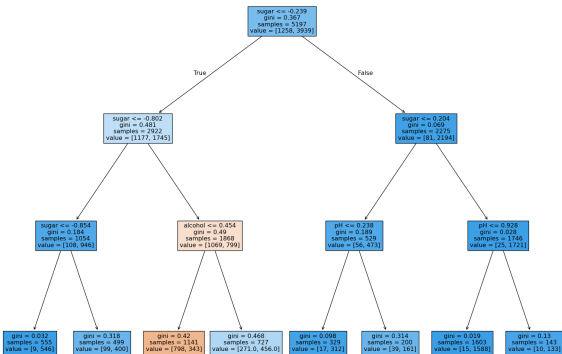 sugar <= -0.239
gini = 0.367
samples = 5197
value = [1258, 3939]
True
False
sugar <= -0.802
gini = 0.481
samples = 2922
value = [1177, 1745]
sugar <= 0.204
gini = 0.069
samples = 2275
value = [81, 2194]
sugar <= -0.854
gini = 0.184
samples = 1054
value = [108, 946]
alcohol <= 0.454
gini = 0.49
samples = 1868
value = [1069, 799]
pH <= 0.238
gini = 0.189
samples = 529
value = [56, 473]
pH <= 0.928
gini = 0.028
samples = 1746
value = [25, 1721]
gini = 0.032
samples = 555
value = [9, 546]
gini = 0.318
samples = 499
value = [99, 400]
gini = 0.42
samples = 1141
value = [798, 343]
gini = 0.468
samples = 727
value = [271.0, 456.0]
gini = 0.098
samples = 329
value = [17, 312]
gini = 0.314
samples = 200
value = [39, 161]
gini = 0.019
samples = 1603
value = [15, 1588]
gini = 0.13
samples = 143
value = [10, 133]